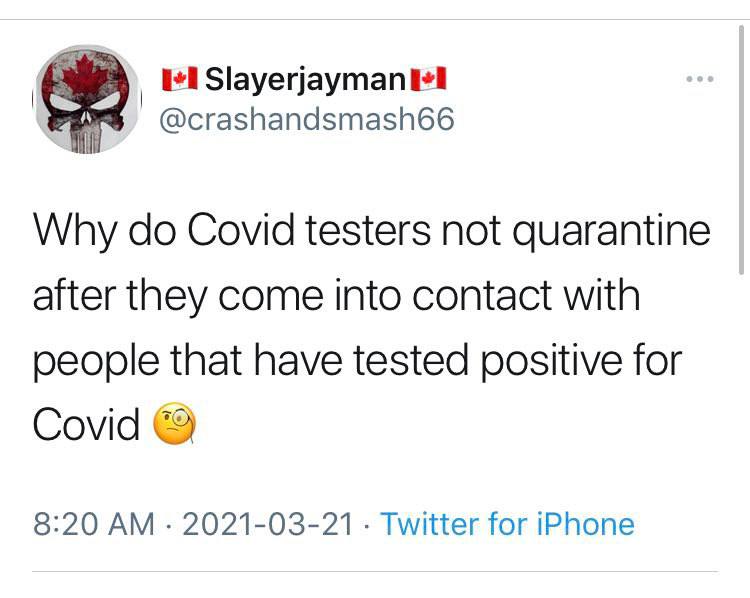 🇨🇦 Slayerjayman🇨🇦
@crashandsmash66
Why do Covid testers not quarantine
after they come into contact with
people that have tested positive for
Covid 🧐
8:20 AM · 2021-03-21 · Twitter for iPhone